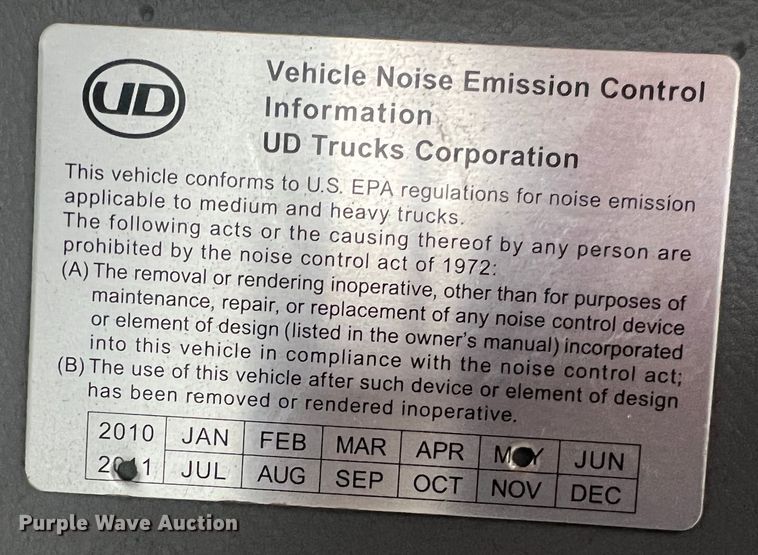 UD
Vehicle Noise Emission Control
Information
UD Trucks Corporation
This vehicle conforms to U.S. EPA regulations for noise emission
applicable to medium and heavy trucks.
The following acts or the causing thereof by any person are
prohibited by the noise control act of 1972:
(A) The removal or rendering inoperative, other than for purposes of
maintenance, repair, or replacement of any noise control device
or element of design (listed in the owner's manual) incorporated
into this vehicle in compliance with the noise control act;
(B) The use of this vehicle after such device or element of design
has been removed or rendered inoperative.
2010 JAN FEB MAR APR MAY JUN
2011 JUL AUG SEP OCT NOV DEC
Purple Wave Auction